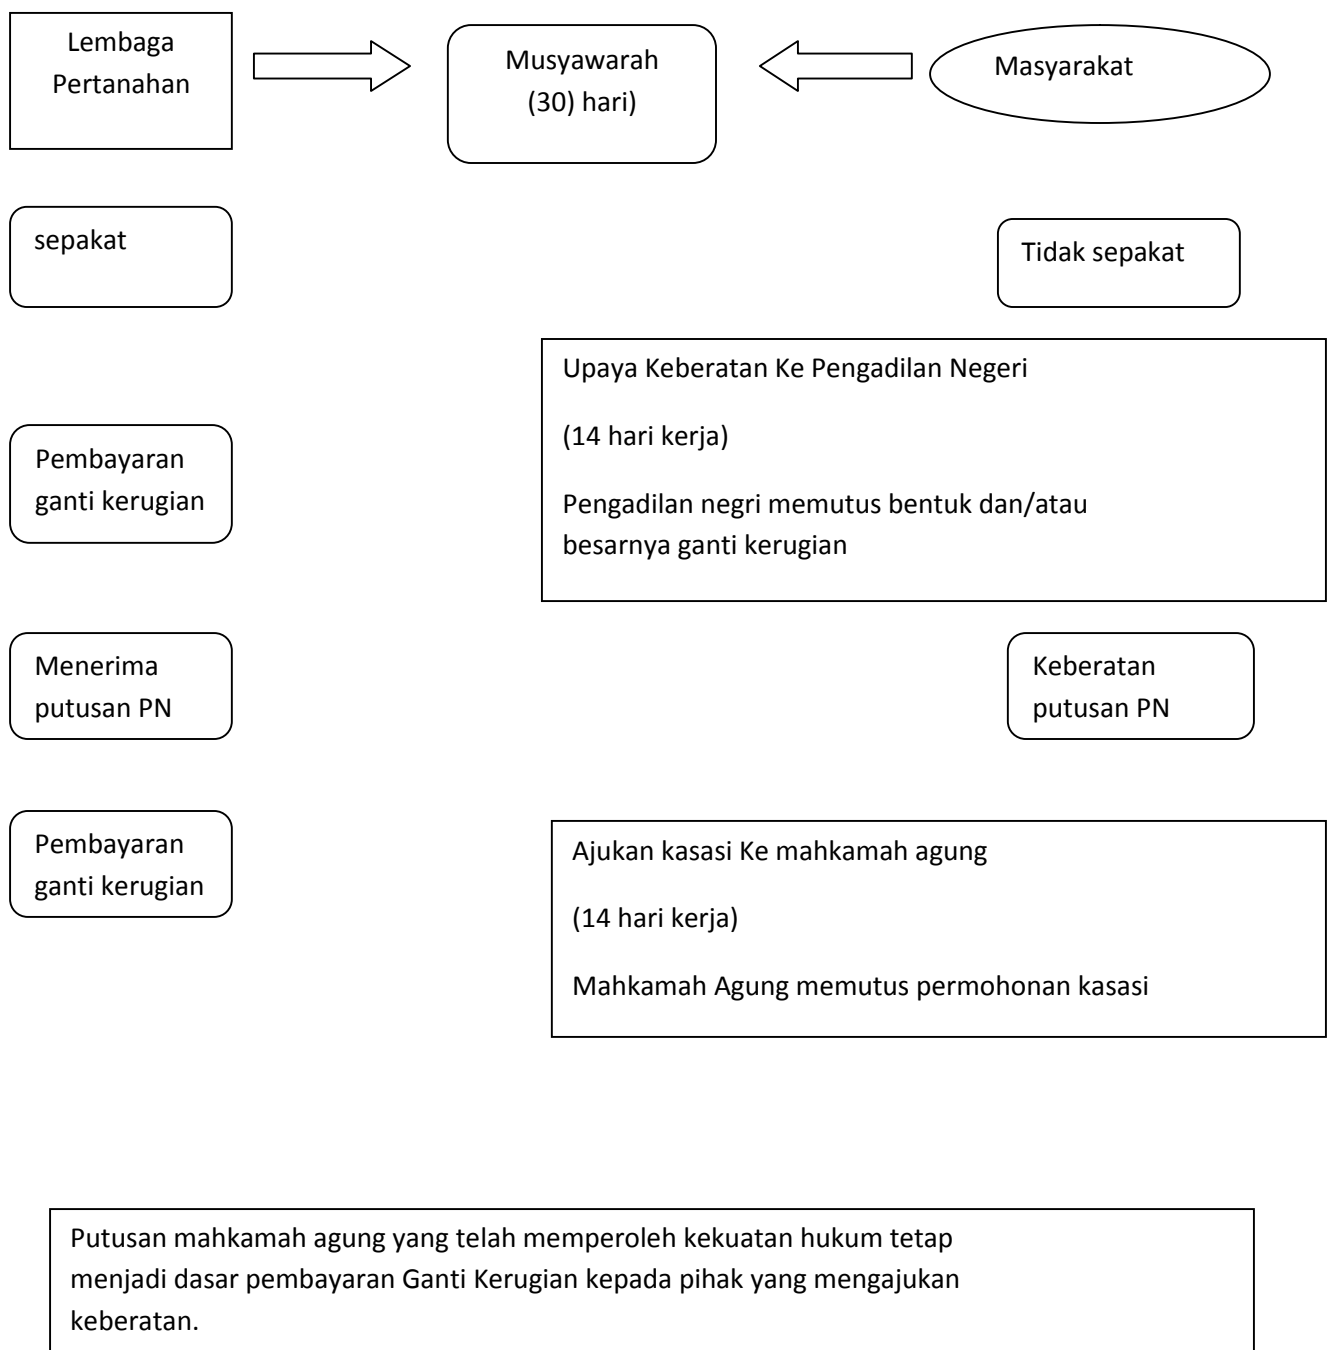 Lembaga
Pertanahan
Musyawarah
(30) hari)
Masyarakat
sepakat
Tidak sepakat
Upaya Keberatan Ke Pengadilan Negeri
(14 hari kerja)
Pengadilan negri memutus bentuk dan/atau
besarnya ganti kerugian
Pembayaran
ganti kerugian
Menerima
putusan PN
Keberatan
putusan PN
Pembayaran
ganti kerugian
Ajukan kasasi Ke mahkamah agung
(14 hari kerja)
Mahkamah Agung memutus permohonan kasasi
Putusan mahkamah agung yang telah memperoleh kekuatan hukum tetap
menjadi dasar pembayaran Ganti Kerugian kepada pihak yang mengajukan
keberatan.